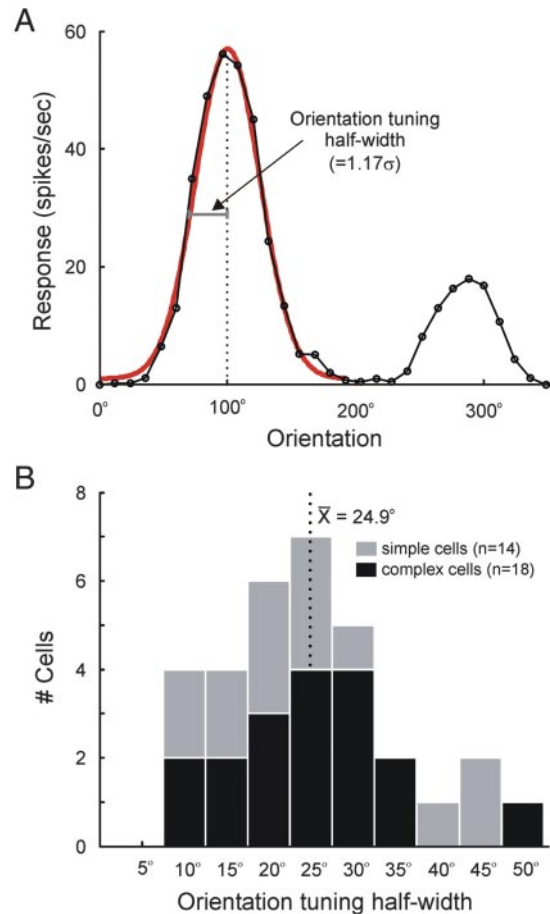 A
60
40
20
0
Response (spikes/sec)
Orientation tuning
half-width
(=1.17σ)
0° 100° 200° 300°
Orientation
B
8
6
4
2
0
# Cells
X̅ = 24.9°
simple cells (n=14)
complex cells (n=18)
5° 10° 15° 20° 25° 30° 35° 40° 45° 50°
Orientation tuning half-width